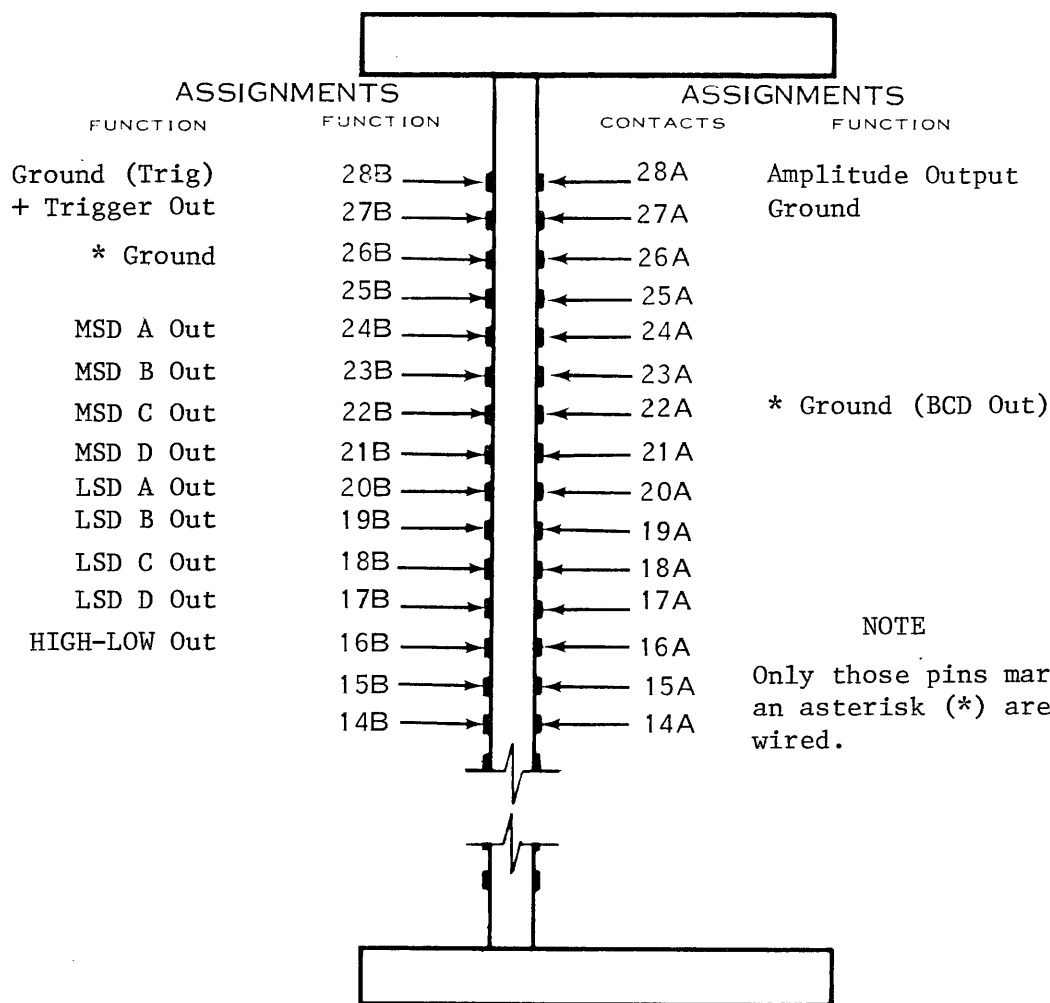 ASSIGNMENTS ASSIGNMENTS
FUNCTION FUNCTION CONTACTS FUNCTION
Ground (Trig) 28B 28A Amplitude Output
+ Trigger Out 27B 27A Ground
* Ground 26B 26A
25B 25A
MSD A Out 24B 24A
MSD B Out 23B 23A
MSD C Out 22B 22A * Ground (BCD Out)
MSD D Out 21B 21A
LSD A Out 20B 20A
LSD B Out 19B 19A
LSD C Out 18B 18A
LSD D Out 17B 17A
HIGH-LOW Out 16B 16A
15B 15A
14B 14A
NOTE
Only those pins mar
an asterisk (*) are
wired.